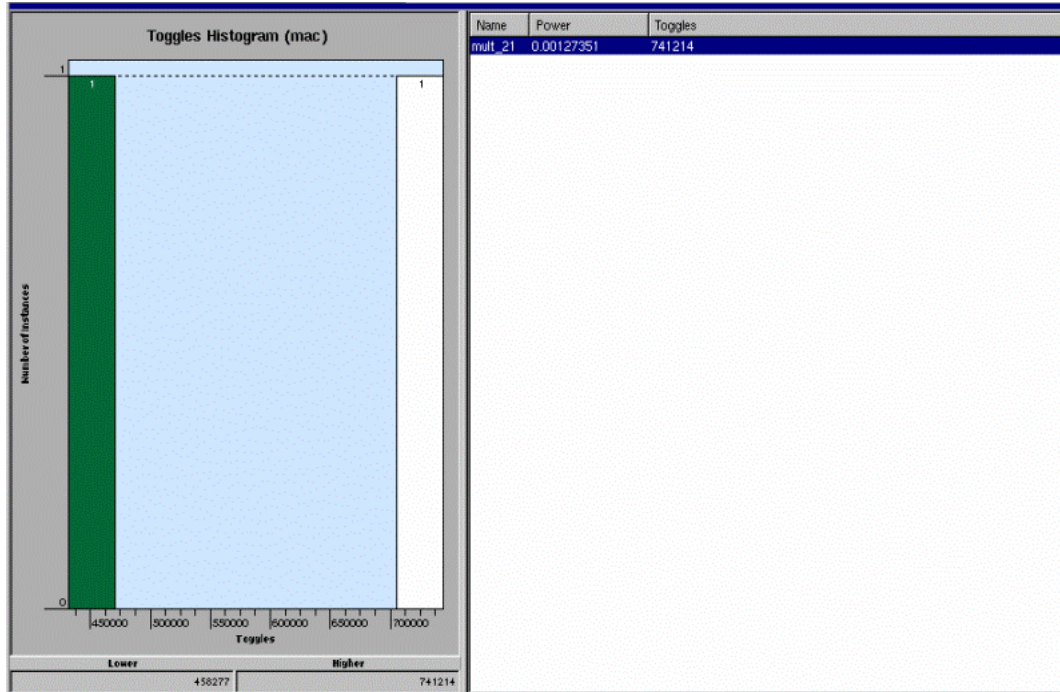 Toggles Histogram (mac)
1
1 1
Number of Instances
0
450000 500000 550000 600000 650000 700000
Toggles
Lower Higher
458277 741214
Name Power Toggles
mult_21 0.00127351 741214